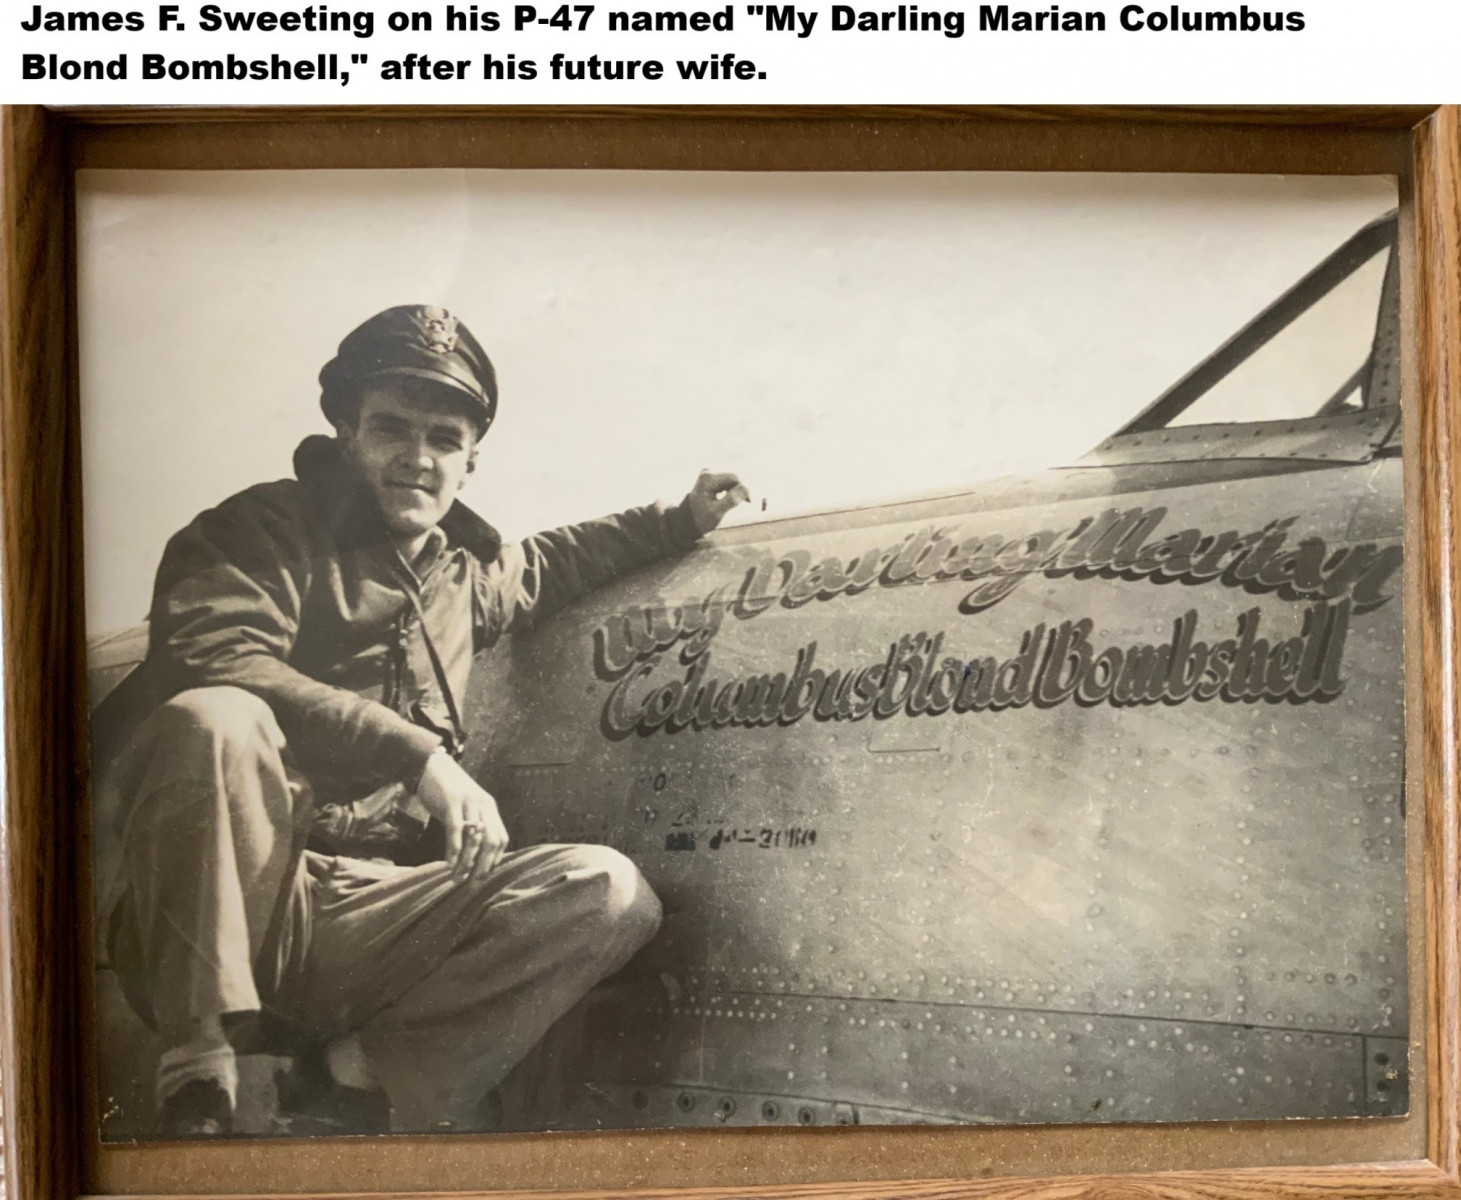 James F. Sweeting on his P-47 named "My Darling Marian Columbus
Blond Bombshell," after his future wife.
My Darling Marian
Columbus Blond Bombshell